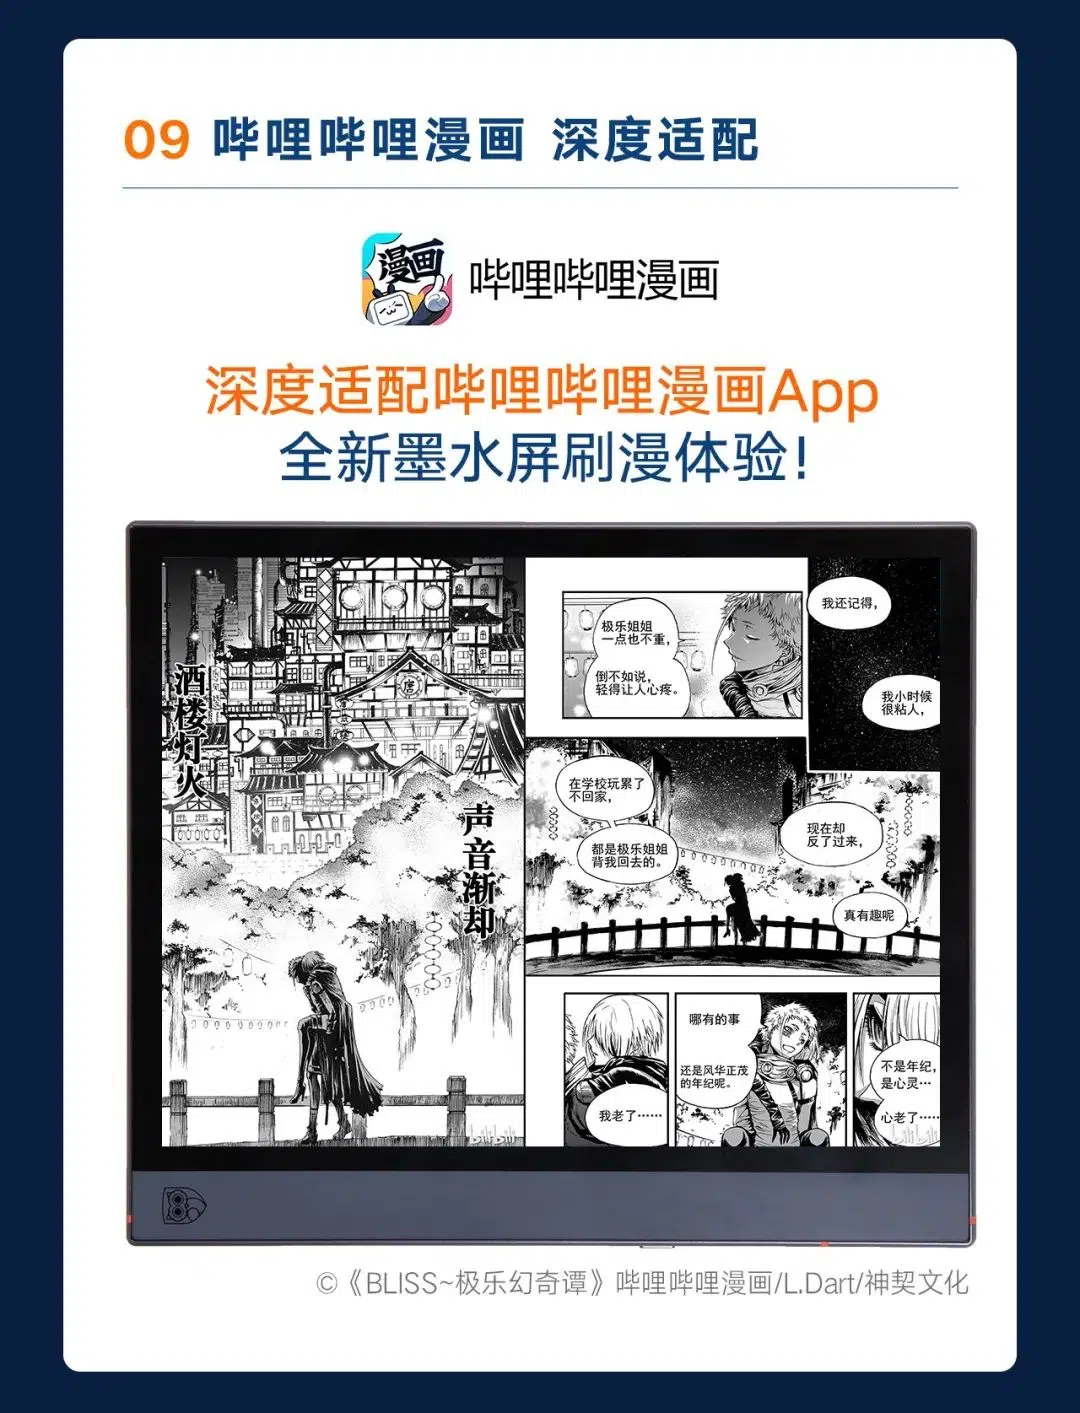 09 哔哩哔哩漫画 深度适配
漫画
哔哩哔哩漫画
深度适配哔哩哔哩漫画App
全新墨水屏刷漫体验！
酒楼灯火
声音渐却
唐
极乐姐姐
一点也不重，
倒不如说，
轻得让人心疼。
我还记得，
我小时候
很粘人，
在学校玩累了
不回家，
都是极乐姐姐
背我回去的。
现在却
反了过来，
真有趣呢
我老了……
哪有的事
还是风华正茂
的年纪呢。
不是年纪，
是心灵…
心老了……
©《BLISS~极乐幻奇谭》哔哩哔哩漫画/L.Dart/神契文化